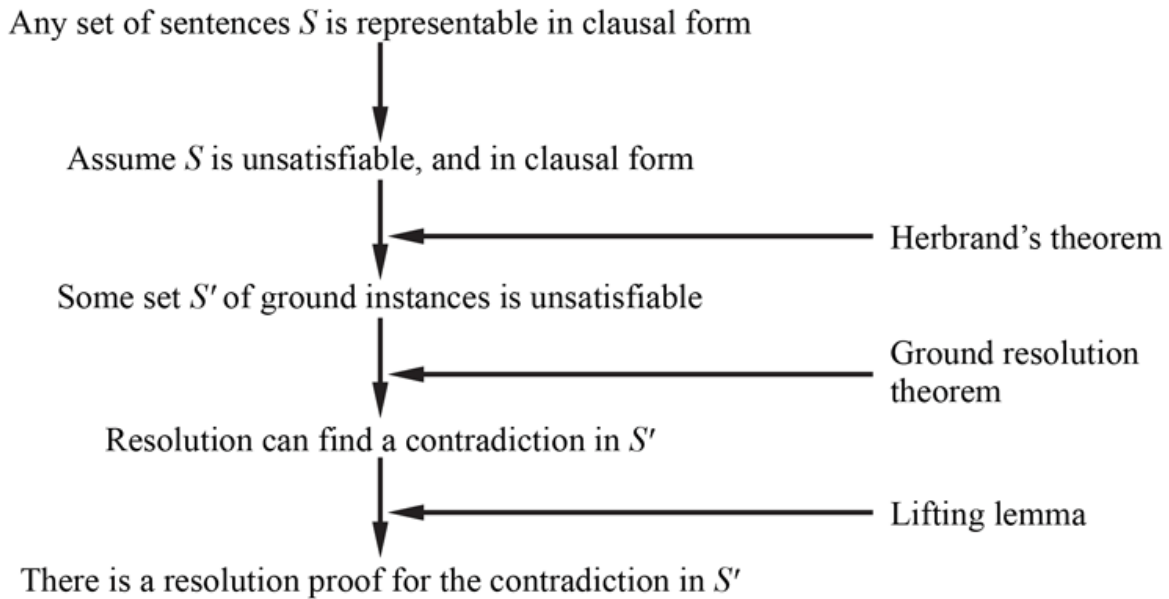 Any set of sentences S is representable in clausal form
Assume S is unsatisfiable, and in clausal form
Herbrand’s theorem
Some set S′ of ground instances is unsatisfiable
Ground resolution
theorem
Resolution can find a contradiction in S′
Lifting lemma
There is a resolution proof for the contradiction in S′